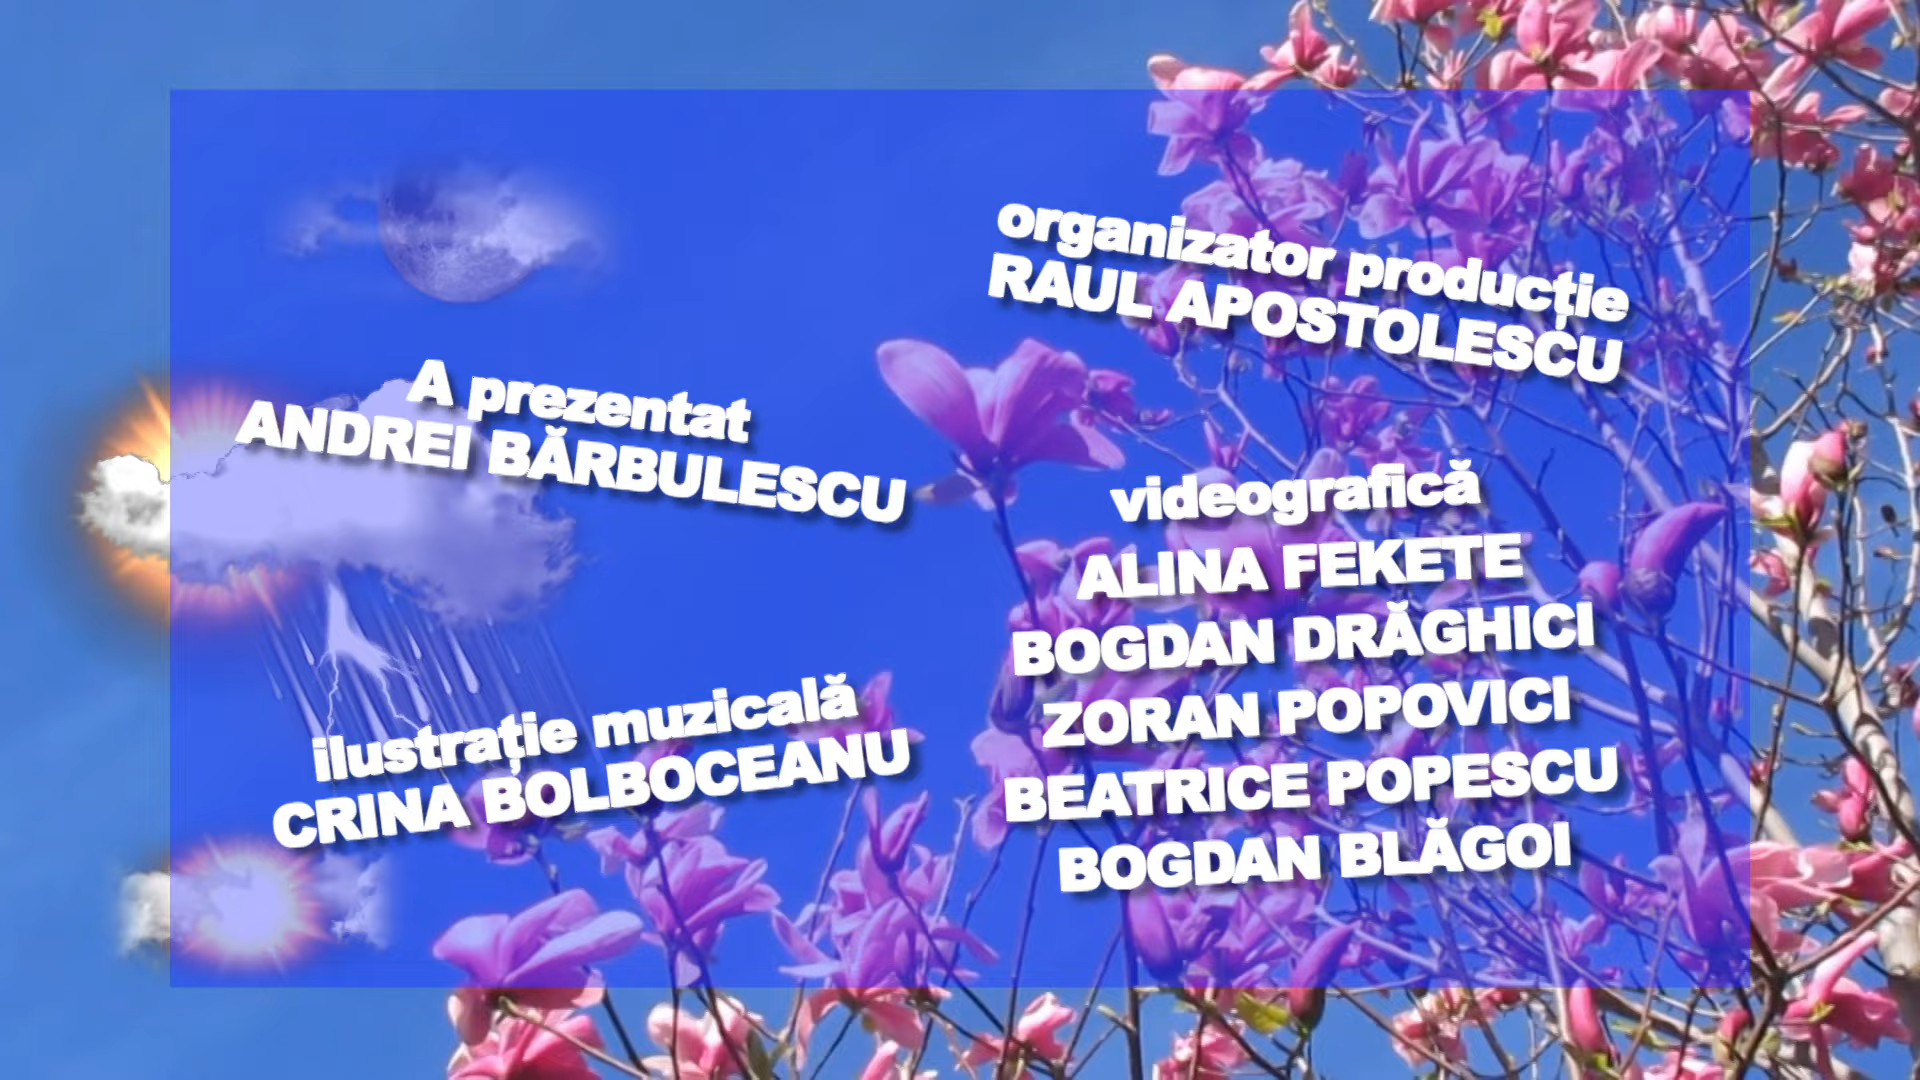 A prezentat
ANDREI BĂRBULESCU
ilustrație muzicală
CRINA BOLBOCEANU
organizator producție
RAUL APOSTOLESCU
videografică
ALINA FEKETE
BOGDAN DRĂGHICI
ZORAN POPOVICI
BEATRICE POPESCU
BOGDAN BLĂGOI